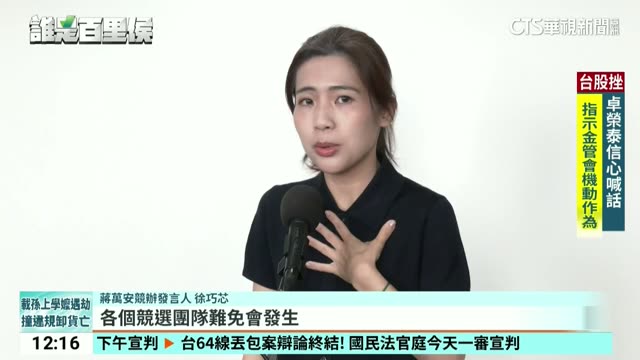 誰是百里侯
CTS華視新聞
台股挫
卓榮泰信心喊話
指示金管會機動作為
蔣萬安競辦發言人 徐巧芯
各個競選團隊難免會發生
載孫上學嬤遇劫
撞違規卸貨亡
12:16
下午宣判 ▶ 台64線丟包案辯論終結! 國民法官庭今天一審宣判